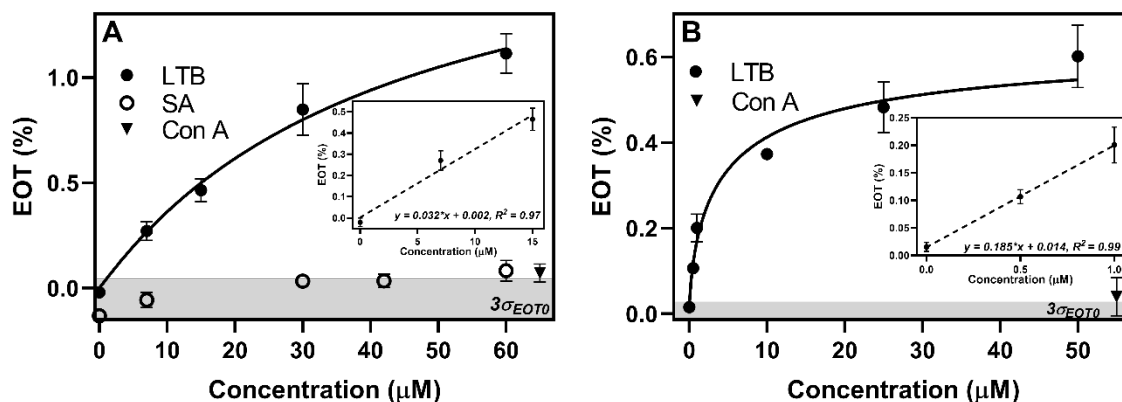 A
LTB
SA
Con A
EOT (%)
1.0
0.5
0.0
0 10 20 30 40 50 60
Concentration (μM)
3σEOT0
EOT (%)
0.5
0.4
0.3
0.2
0.1
0.0
0 5 10 15
Concentration (μM)
y = 0.032*x + 0.002, R² = 0.97
B
LTB
Con A
EOT (%)
0.6
0.4
0.2
0.0
0 10 20 30 40 50
Concentration (μM)
3σEOT0
EOT (%)
0.25
0.20
0.15
0.10
0.05
0.00
0.0 0.5 1.0
Concentration (μM)
y = 0.185*x + 0.014, R² = 0.99